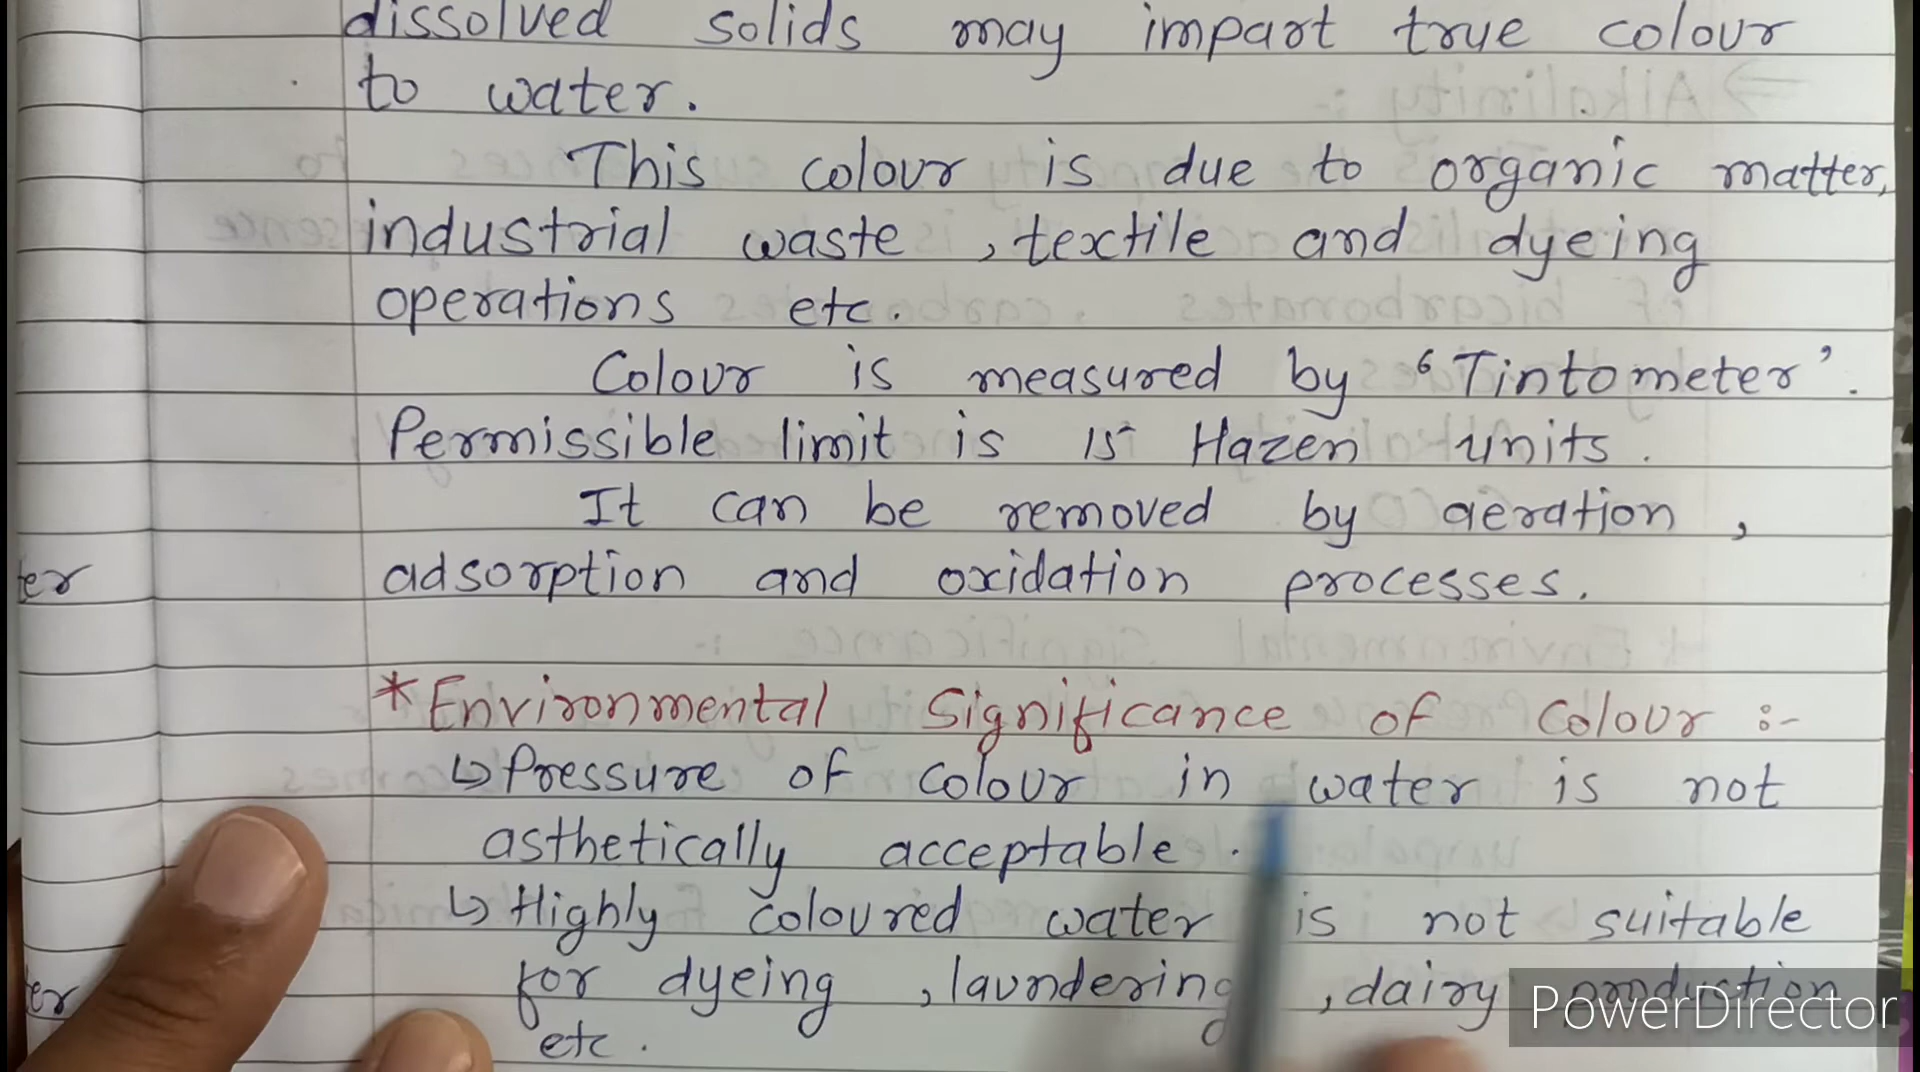 dissolved solids may impart true colour
to water.
This colour is due to organic matter,
industrial waste , textile and dyeing
operations etc.
Colour is measured by ‘Tintometer’.
Permissible limit is 15 Hazen units.
It can be removed by aeration ,
adsorption and oxidation processes.
er
*Environmental Significance of Colour :-
↳ Pressure of colour in water is not
asthetically acceptable .
↳ Highly coloured water is not suitable
for dyeing , laundering , dairy production
er
etc .
PowerDirector